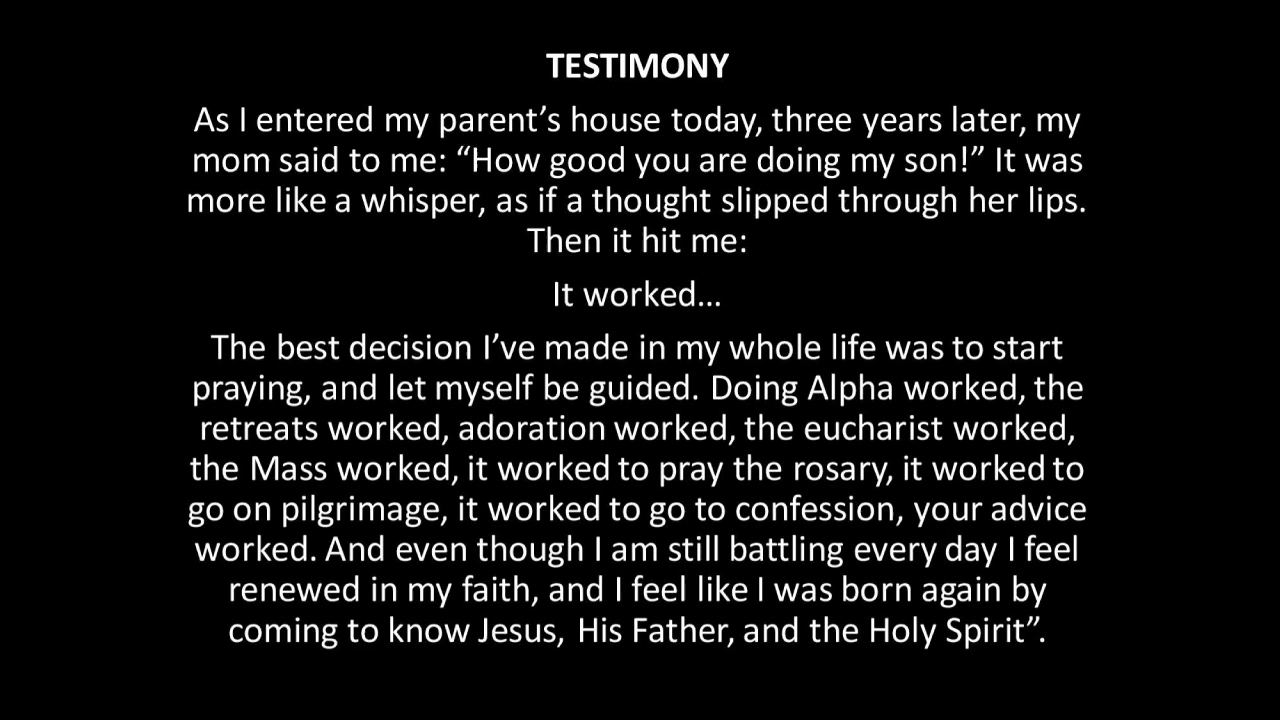 TESTIMONY
As I entered my parent’s house today, three years later, my
mom said to me: “How good you are doing my son!” It was
more like a whisper, as if a thought slipped through her lips.
Then it hit me:
It worked…
The best decision I’ve made in my whole life was to start
praying, and let myself be guided. Doing Alpha worked, the
retreats worked, adoration worked, the eucharist worked,
the Mass worked, it worked to pray the rosary, it worked to
go on pilgrimage, it worked to go to confession, your advice
worked. And even though I am still battling every day I feel
renewed in my faith, and I feel like I was born again by
coming to know Jesus, His Father, and the Holy Spirit”.